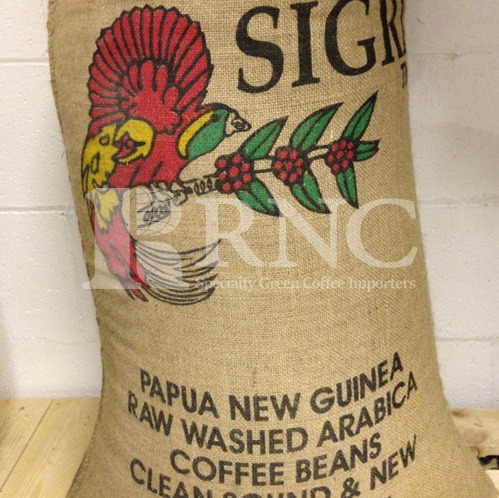 SIGR
RNC
Specialty Green Coffee Importers
PAPUA NEW GUINEA
RAW WASHED ARABICA
COFFEE BEANS
CLEAN SOUND & NEW